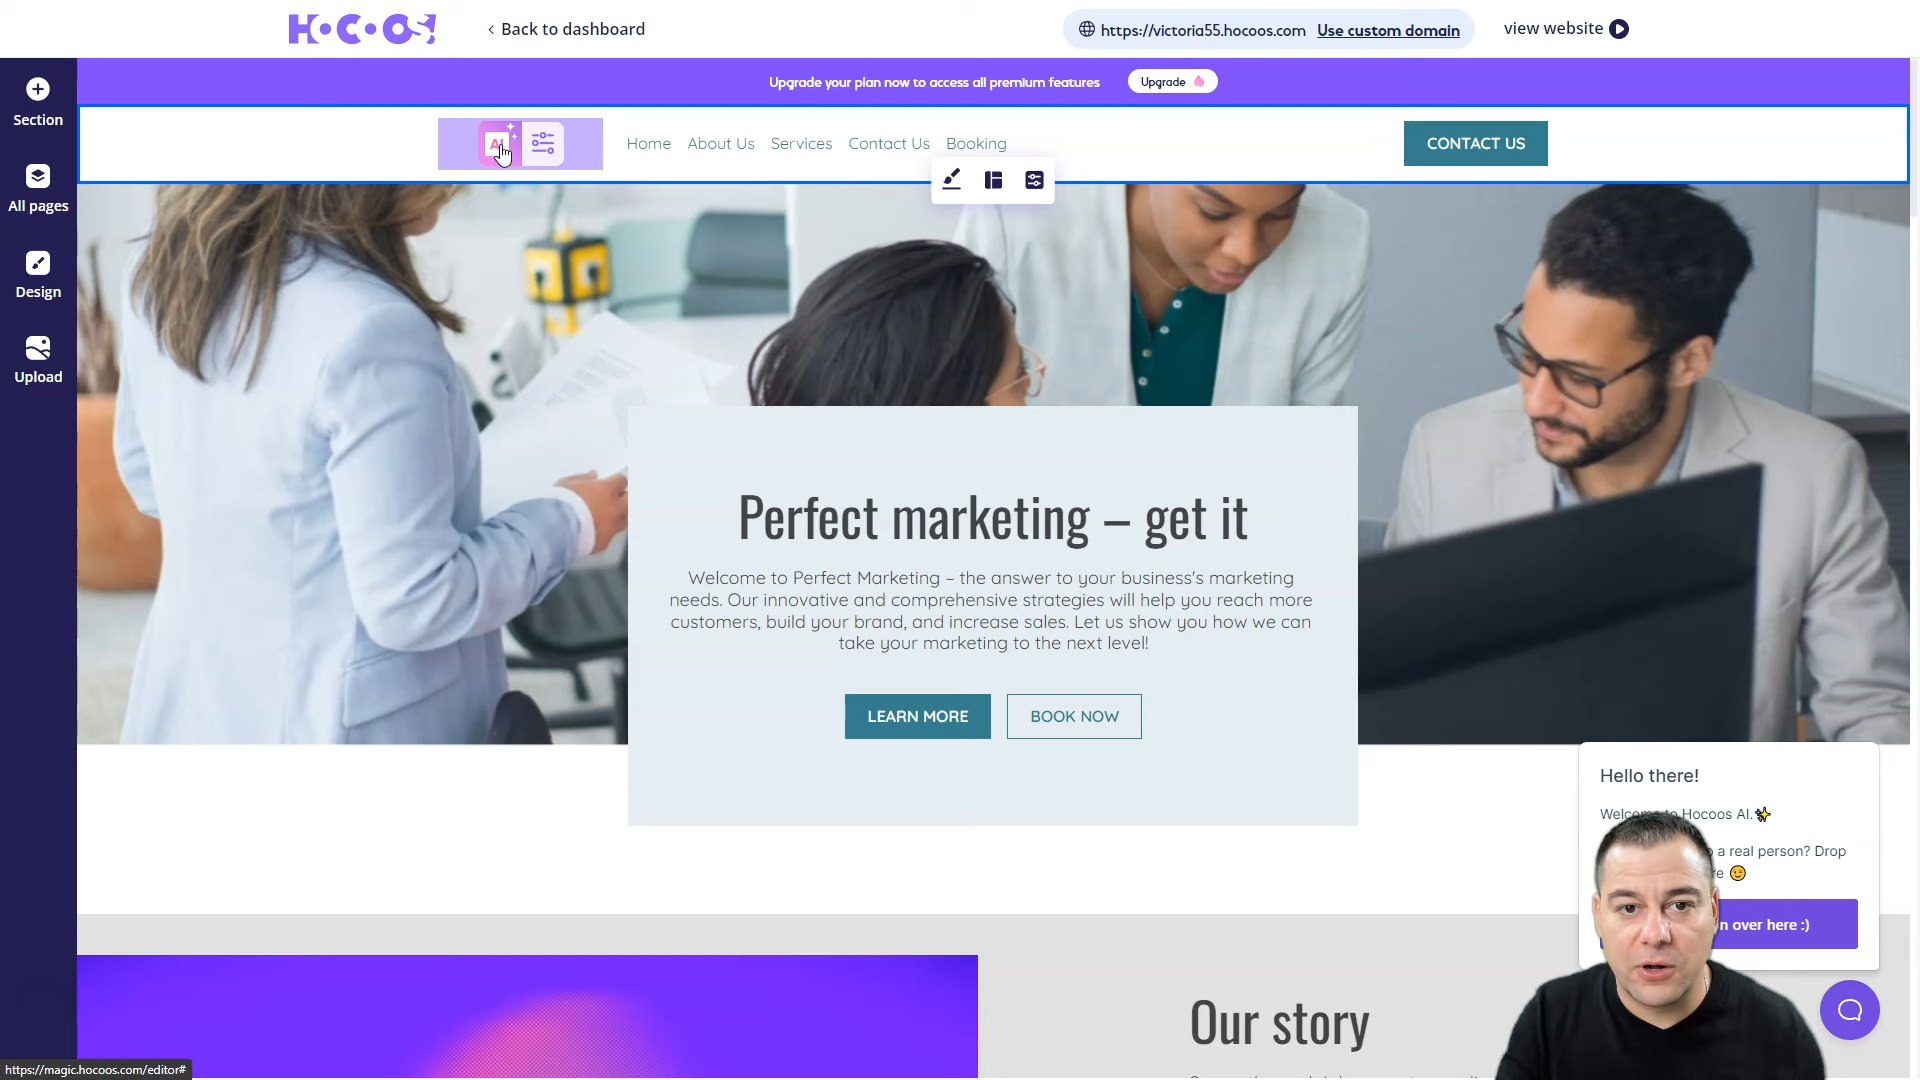 HOCOOS!
Back to dashboard
https://victoria55.hocoos.com Use custom domain
view website
Upgrade your plan now to access all premium features
Upgrade
Section
All pages
Design
Upload
AI
Home About Us Services Contact Us Booking
CONTACT US
Perfect marketing – get it
Welcome to Perfect Marketing – the answer to your business's marketing
needs. Our innovative and comprehensive strategies will help you reach more
customers, build your brand, and increase sales. Let us show you how we can
take your marketing to the next level!
LEARN MORE
BOOK NOW
Hello there!
Welcome to Hocoos AI.
a real person? Drop
over here :)
Our story
https://magic.hocoos.com/editor#